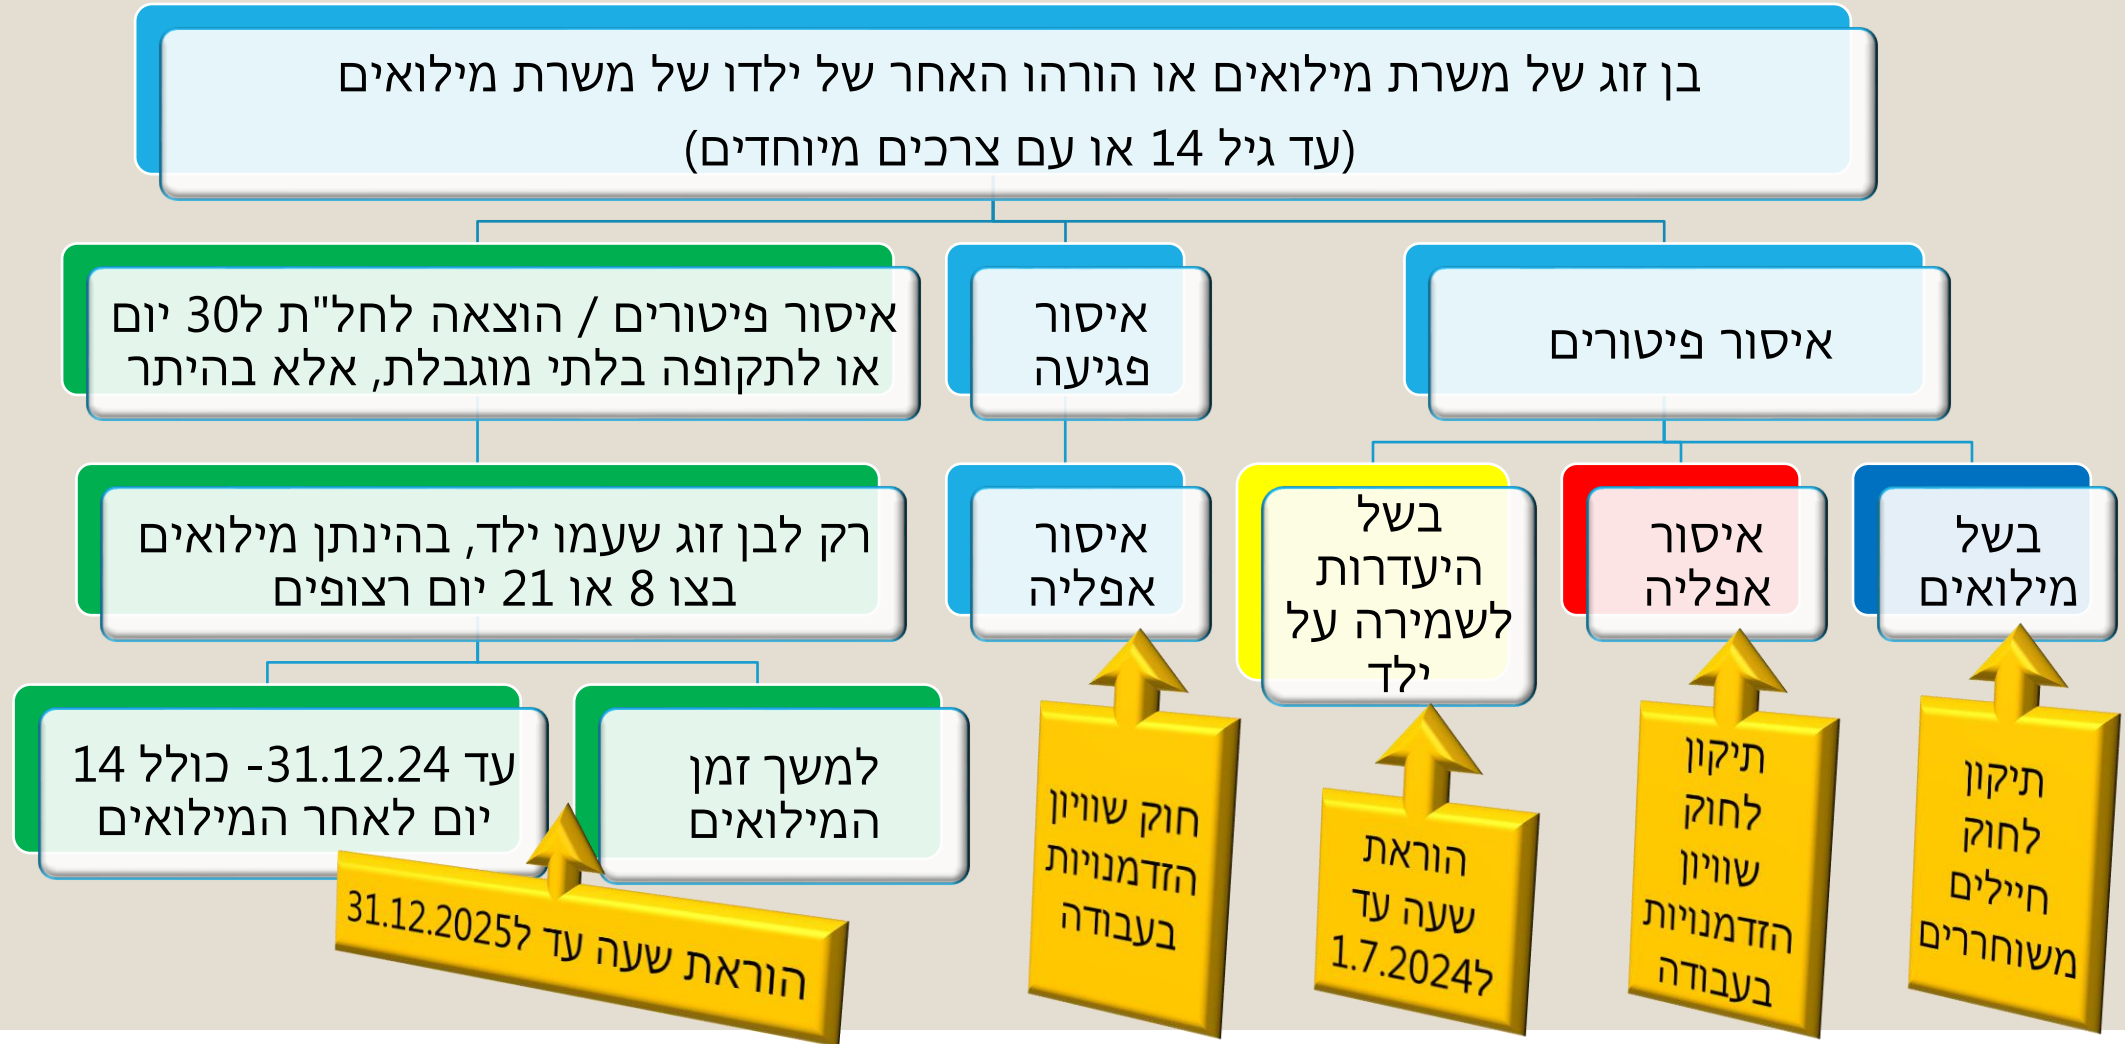 בן זוג של משרת מילואים או הורהו האחר של ילדו של משרת מילואים
(עד גיל 14 או עם צרכים מיוחדים)
איסור פיטורים
איסור
פגיעה
איסור פיטורים / הוצאה לחל"ת ל30 יום
או לתקופה בלתי מוגבלת, אלא בהיתר
בשל
מילואים
איסור
אפליה
בשל
היעדרות
לשמירה על
ילד
איסור
אפליה
רק לבן זוג שעמו ילד, בהינתן מילואים
בצו 8 או 21 יום רצופים
למשך זמן
המילואים
עד 31.12.24- כולל 14
יום לאחר המילואים
תיקון
לחוק
חיילים
משוחררים
תיקון
לחוק
שוויון
הזדמנויות
בעבודה
הוראת
שעה עד
ל1.7.2024
חוק שוויון
הזדמנויות
בעבודה
הוראת שעה עד ל31.12.2025